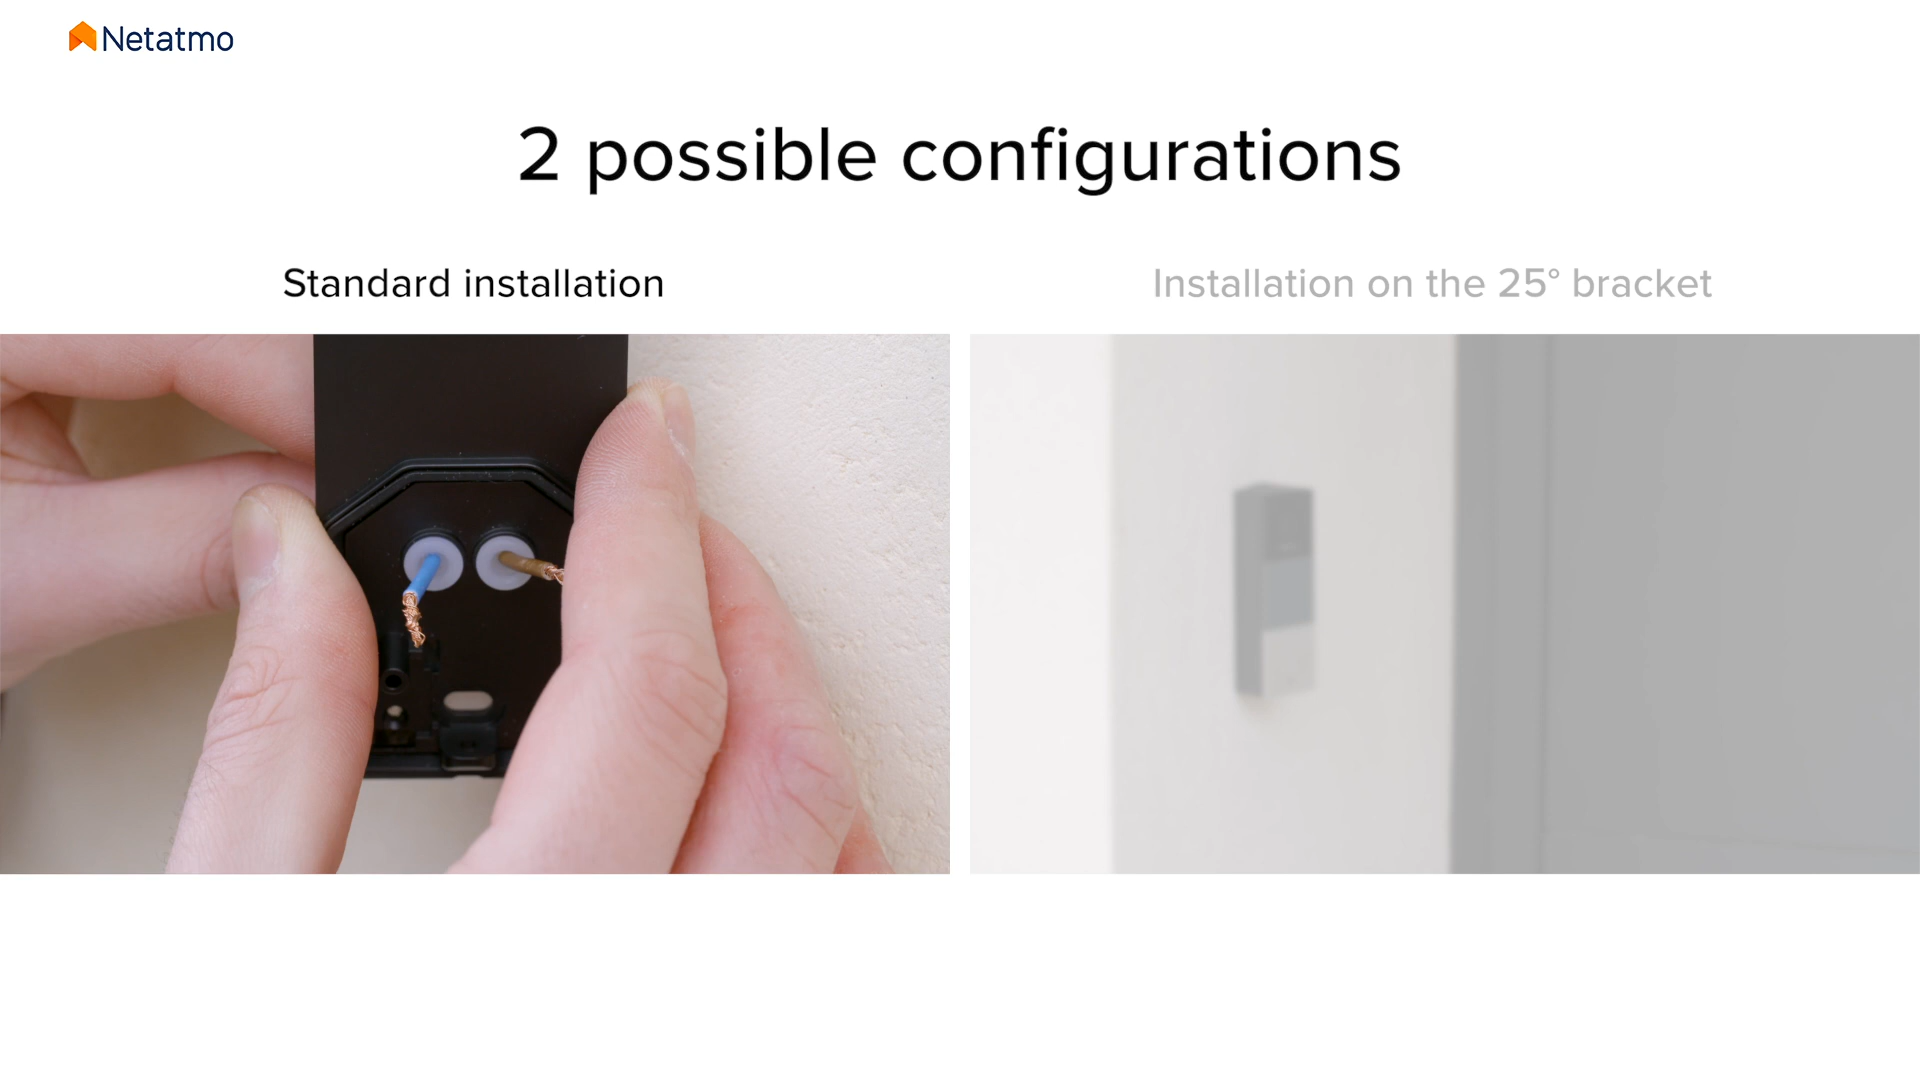 Netatmo
2 possible configurations
Standard installation
Installation on the 25° bracket